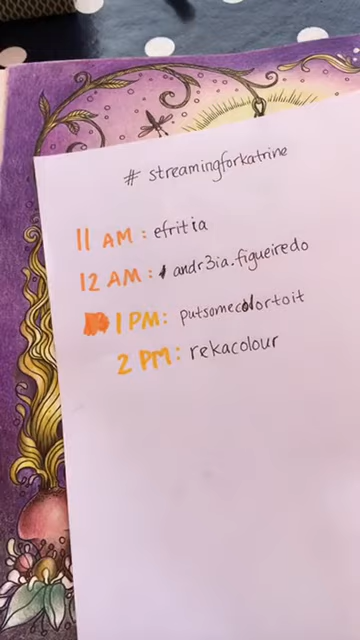 # streamingforkatrine
11 AM: efritia
12 AM: andr3ia.figueiredo
1 PM: putsomecolortoit
2 PM: rekacolour